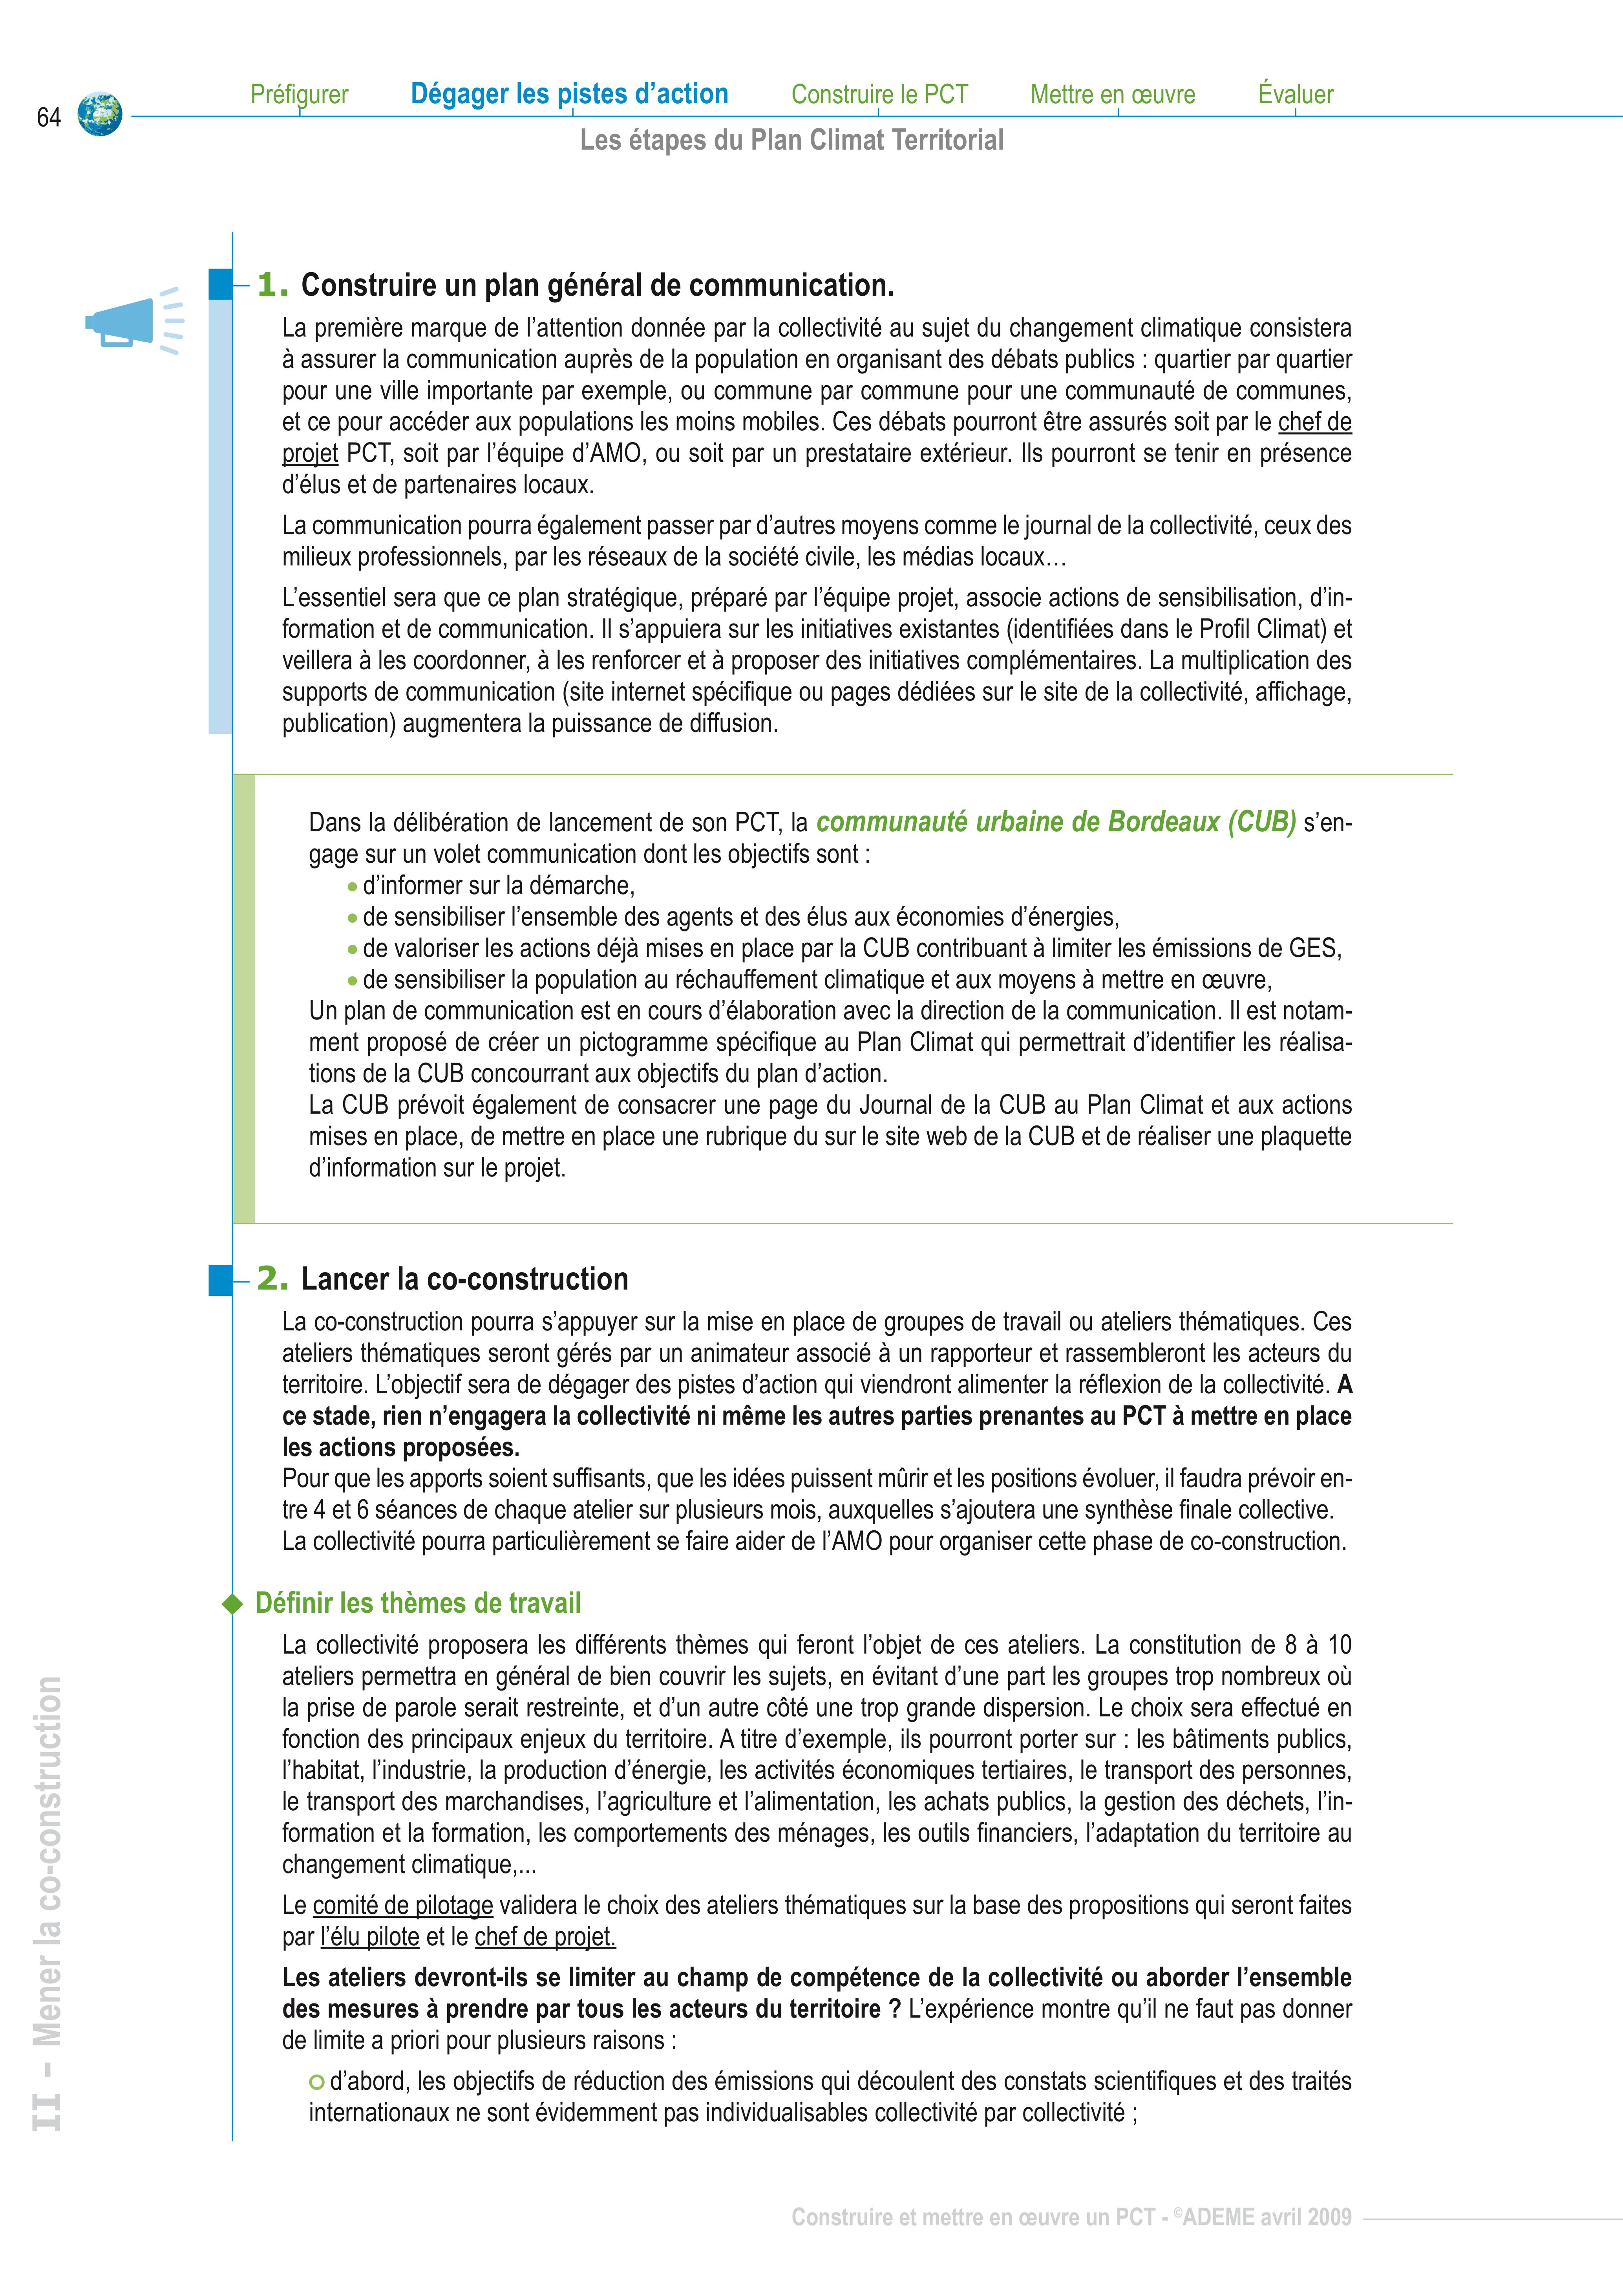 64
Préfigurer Dégager les pistes d’action Construire le PCT Mettre en œuvre Évaluer
Les étapes du Plan Climat Territorial
1. Construire un plan général de communication.
La première marque de l’attention donnée par la collectivité au sujet du changement climatique consistera
à assurer la communication auprès de la population en organisant des débats publics : quartier par quartier
pour une ville importante par exemple, ou commune par commune pour une communauté de communes,
et ce pour accéder aux populations les moins mobiles. Ces débats pourront être assurés soit par le chef de
projet PCT, soit par l’équipe d’AMO, ou soit par un prestataire extérieur. Ils pourront se tenir en présence
d’élus et de partenaires locaux.
La communication pourra également passer par d’autres moyens comme le journal de la collectivité, ceux des
milieux professionnels, par les réseaux de la société civile, les médias locaux…
L’essentiel sera que ce plan stratégique, préparé par l’équipe projet, associe actions de sensibilisation, d’in-
formation et de communication. Il s’appuiera sur les initiatives existantes (identifiées dans le Profil Climat) et
veillera à les coordonner, à les renforcer et à proposer des initiatives complémentaires. La multiplication des
supports de communication (site internet spécifique ou pages dédiées sur le site de la collectivité, affichage,
publication) augmentera la puissance de diffusion.
Dans la délibération de lancement de son PCT, la communauté urbaine de Bordeaux (CUB) s’en-
gage sur un volet communication dont les objectifs sont :
• d’informer sur la démarche,
• de sensibiliser l’ensemble des agents et des élus aux économies d’énergies,
• de valoriser les actions déjà mises en place par la CUB contribuant à limiter les émissions de GES,
• de sensibiliser la population au réchauffement climatique et aux moyens à mettre en œuvre,
Un plan de communication est en cours d’élaboration avec la direction de la communication. Il est notam-
ment proposé de créer un pictogramme spécifique au Plan Climat qui permettrait d’identifier les réalisa-
tions de la CUB concourrant aux objectifs du plan d’action.
La CUB prévoit également de consacrer une page du Journal de la CUB au Plan Climat et aux actions
mises en place, de mettre en place une rubrique du sur le site web de la CUB et de réaliser une plaquette
d’information sur le projet.
2. Lancer la co-construction
La co-construction pourra s’appuyer sur la mise en place de groupes de travail ou ateliers thématiques. Ces
ateliers thématiques seront gérés par un animateur associé à un rapporteur et rassembleront les acteurs du
territoire. L’objectif sera de dégager des pistes d’action qui viendront alimenter la réflexion de la collectivité. A
ce stade, rien n’engagera la collectivité ni même les autres parties prenantes au PCT à mettre en place
les actions proposées.
Pour que les apports soient suffisants, que les idées puissent mûrir et les positions évoluer, il faudra prévoir en-
tre 4 et 6 séances de chaque atelier sur plusieurs mois, auxquelles s’ajoutera une synthèse finale collective.
La collectivité pourra particulièrement se faire aider de l’AMO pour organiser cette phase de co-construction.
Définir les thèmes de travail
La collectivité proposera les différents thèmes qui feront l’objet de ces ateliers. La constitution de 8 à 10
ateliers permettra en général de bien couvrir les sujets, en évitant d’une part les groupes trop nombreux où
la prise de parole serait restreinte, et d’un autre côté une trop grande dispersion. Le choix sera effectué en
fonction des principaux enjeux du territoire. A titre d’exemple, ils pourront porter sur : les bâtiments publics,
l’habitat, l’industrie, la production d’énergie, les activités économiques tertiaires, le transport des personnes,
le transport des marchandises, l’agriculture et l’alimentation, les achats publics, la gestion des déchets, l’in-
formation et la formation, les comportements des ménages, les outils financiers, l’adaptation du territoire au
changement climatique,...
Le comité de pilotage validera le choix des ateliers thématiques sur la base des propositions qui seront faites
par l’élu pilote et le chef de projet.
Les ateliers devront-ils se limiter au champ de compétence de la collectivité ou aborder l’ensemble
des mesures à prendre par tous les acteurs du territoire ? L’expérience montre qu’il ne faut pas donner
de limite a priori pour plusieurs raisons :
d’abord, les objectifs de réduction des émissions qui découlent des constats scientifiques et des traités
internationaux ne sont évidemment pas individualisables collectivité par collectivité ;
II – Mener la co-construction
Construire et mettre en œuvre un PCT - ©ADEME avril 2009